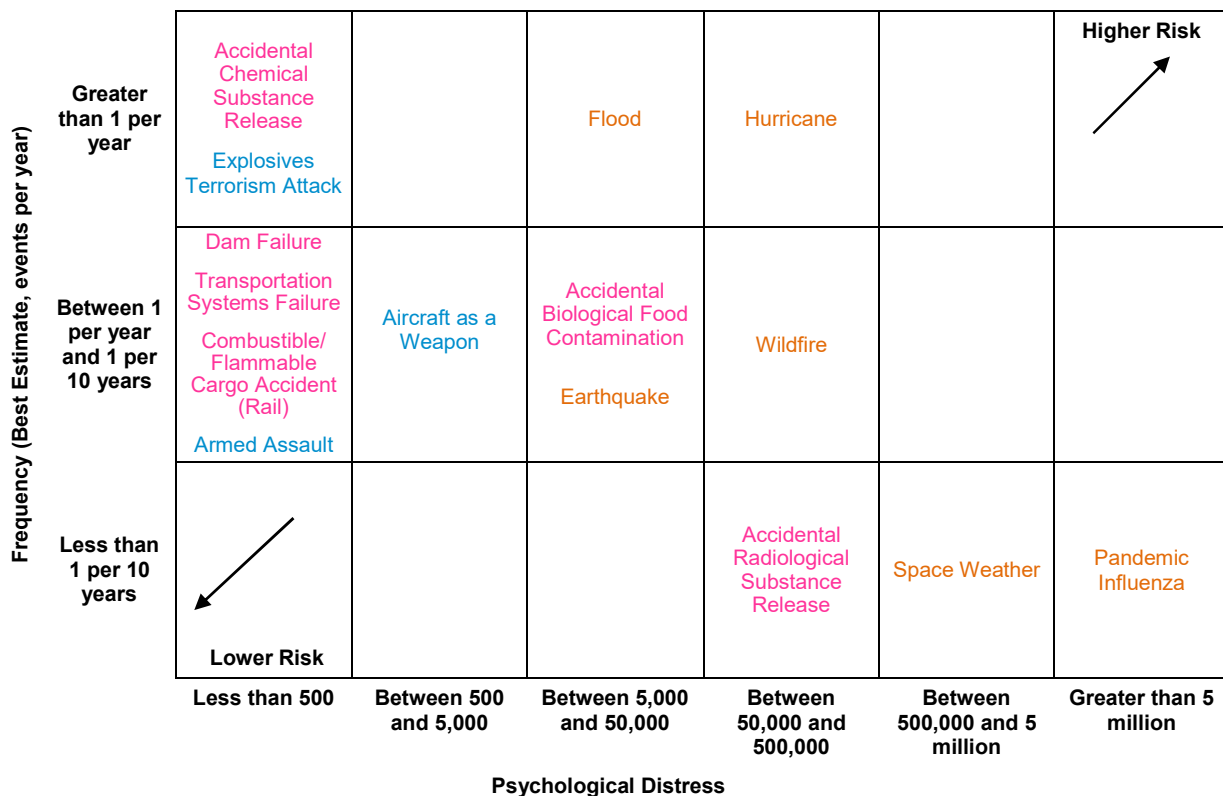 Frequency (Best Estimate, events per year)
Greater
than 1 per
year
Accidental
Chemical
Substance
Release
Explosives
Terrorism Attack
Flood
Hurricane
Higher Risk
Between 1
per year
and 1 per
10 years
Dam Failure
Transportation
Systems Failure
Combustible/
Flammable
Cargo Accident
(Rail)
Armed Assault
Aircraft as a
Weapon
Accidental
Biological Food
Contamination
Earthquake
Wildfire
Less than
1 per 10
years
Lower Risk
Accidental
Radiological
Substance
Release
Space Weather
Pandemic
Influenza
Less than 500
Between 500
and 5,000
Between 5,000
and 50,000
Between
50,000 and
500,000
Between
500,000 and 5
million
Greater than 5
million
Psychological Distress